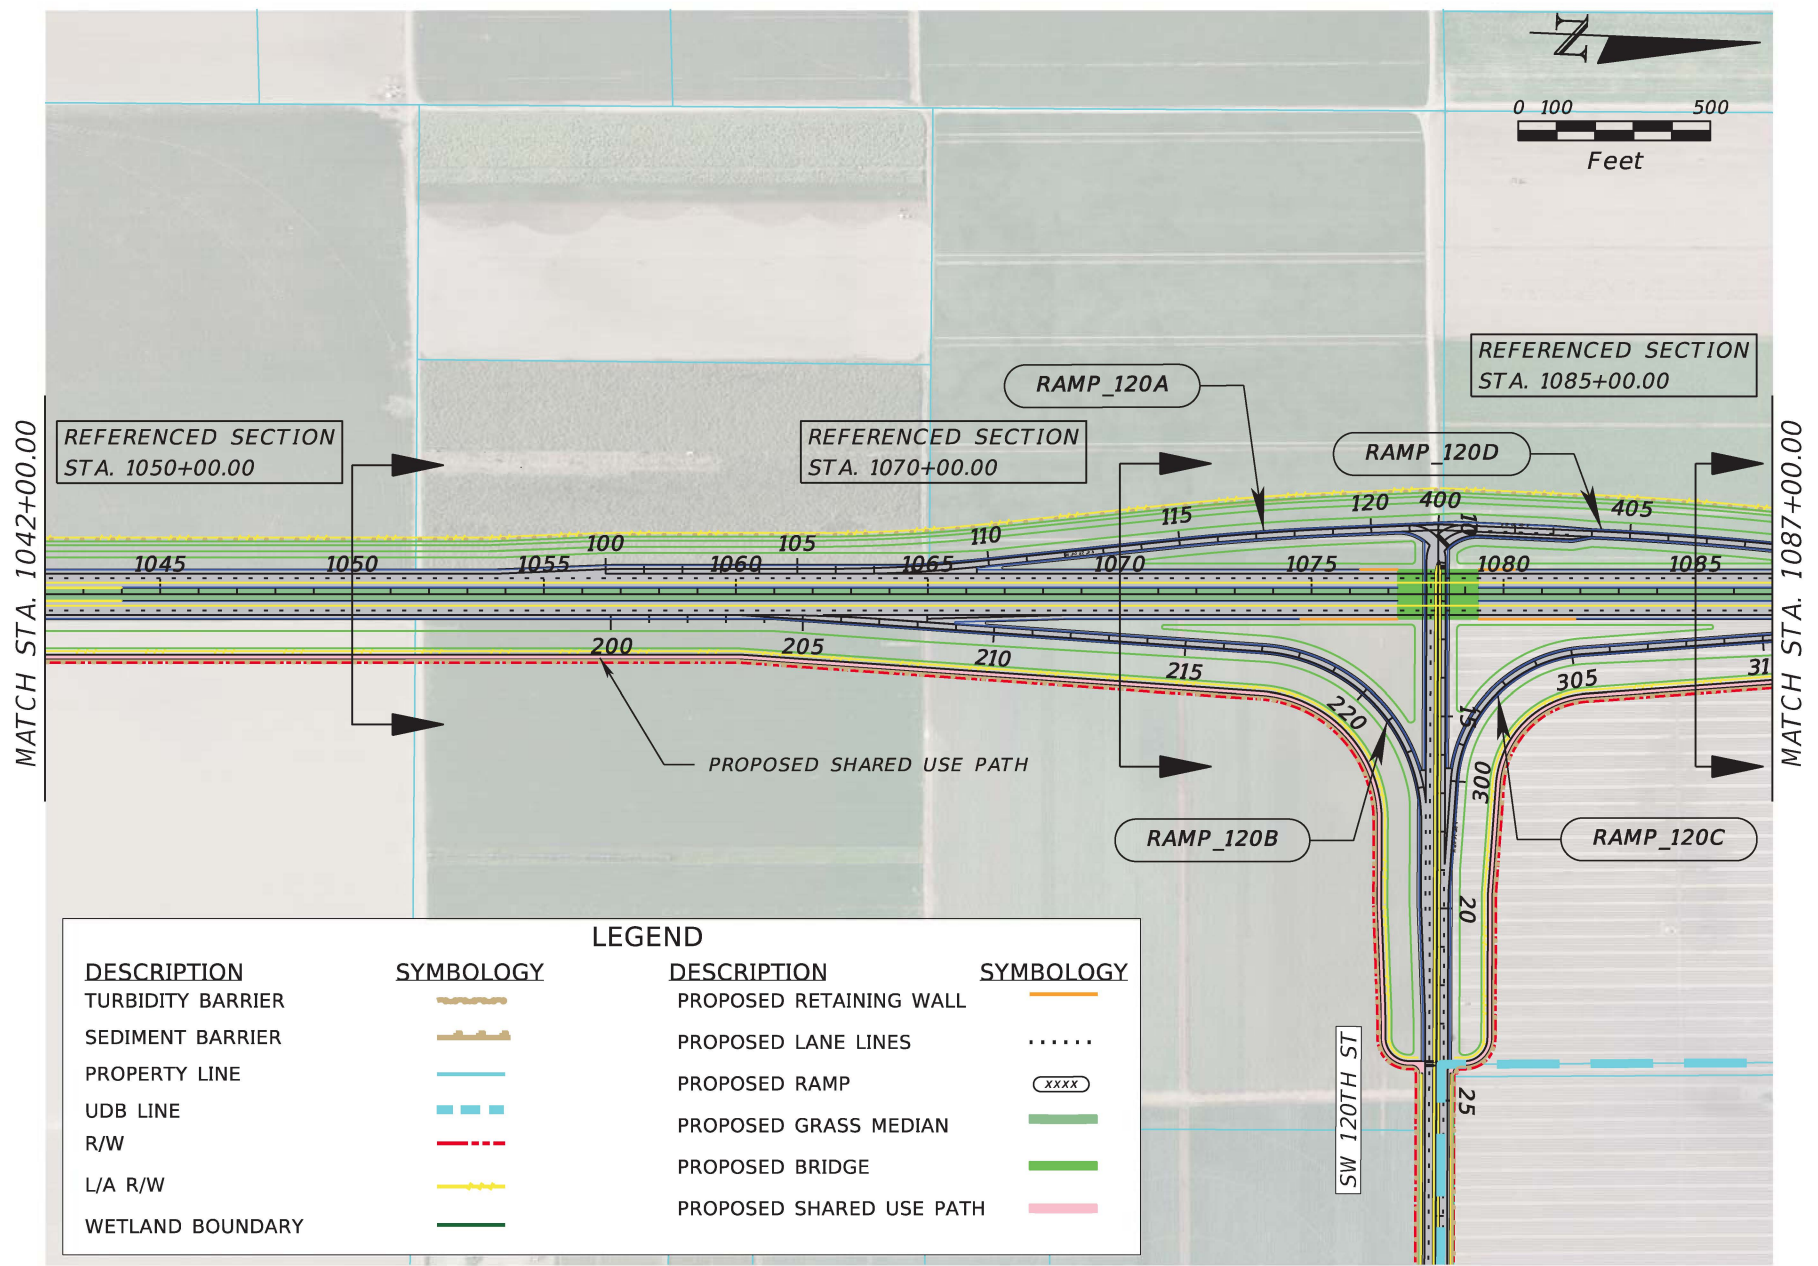 N
0 100 500
Feet
REFERENCED SECTION
STA. 1085+00.00
RAMP_120A
RAMP_120D
REFERENCED SECTION
STA. 1050+00.00
REFERENCED SECTION
STA. 1070+00.00
MATCH STA. 1042+00.00
MATCH STA. 1087+00.00
100 105 110 115 120 400 405
10
1045 1050 1055 1060 1065 1070 1075 1080 1085
200 205 210 215 220
15
300 305 31
PROPOSED SHARED USE PATH
RAMP_120B
RAMP_120C
20
25
SW 120TH ST
LEGEND
DESCRIPTION SYMBOLOGY DESCRIPTION SYMBOLOGY
TURBIDITY BARRIER
SEDIMENT BARRIER
PROPERTY LINE
UDB LINE
R/W
L/A R/W
WETLAND BOUNDARY
PROPOSED RETAINING WALL
PROPOSED LANE LINES
PROPOSED RAMP
XXXX
PROPOSED GRASS MEDIAN
PROPOSED BRIDGE
PROPOSED SHARED USE PATH